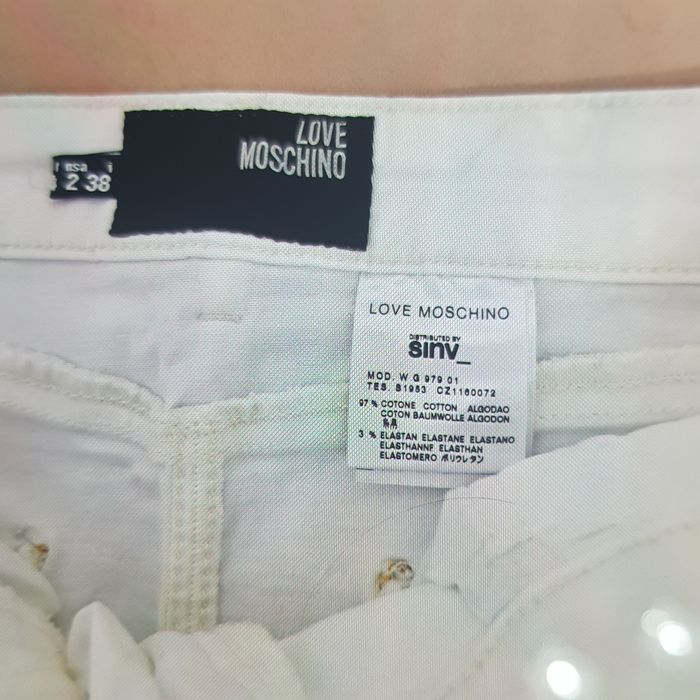 LOVE
MOSCHINO
usa i
2 38
LOVE MOSCHINO
DISTRIBUTED BY
sinv_
MOD. W G 979 01
TES. S1953 CZ1160072
97 % COTONE COTTON ALGODAO
COTON BAUMWOLLE ALGODON
3 % ELASTAN ELASTANE ELASTANO
ELASTHANNE ELASTHAN
ELASTOMERO ポリウレタン